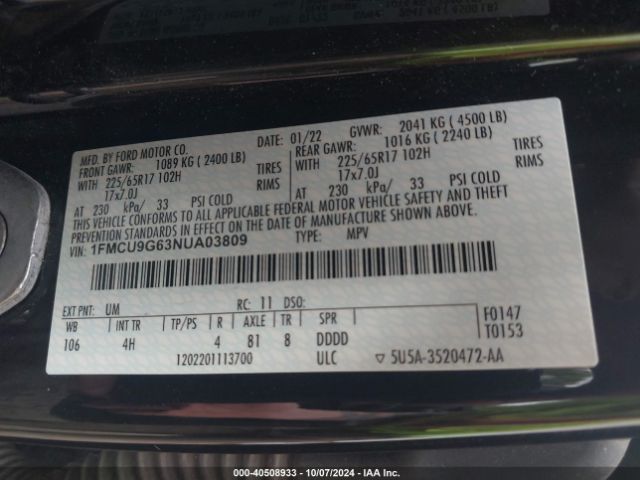 MFD. BY FORD MOTOR CO.
DATE: 01/22 GVWR: 2041 KG ( 4500 LB)
FRONT GAWR: 1089 KG ( 2400 LB)
REAR GAWR: 1016 KG ( 2240 LB)
WITH 225/65R17 102H TIRES
WITH 225/65R17 102H TIRES
17x7.0J RIMS
17x7.0J RIMS
AT 230 kPa/ 33 PSI COLD
AT 230 kPa/ 33 PSI COLD
THIS VEHICLE CONFORMS TO ALL APPLICABLE FEDERAL MOTOR VEHICLE SAFETY AND THEFT
PREVENTION STANDARDS IN EFFECT ON THE DATE OF MANUFACTURE SHOWN ABOVE.
VIN: 1FMCU9G63NUA03809 TYPE: MPV
EXT PNT: UM RC: 11 DSO:
WB INT TR TP/PS R AXLE TR SPR
106 4H 4 81 8 DDDD
F0147
T0153
1202201113700 ULC 5U5A-3520472-AA
000-40508933 - 10/07/2024 - IAA Inc.